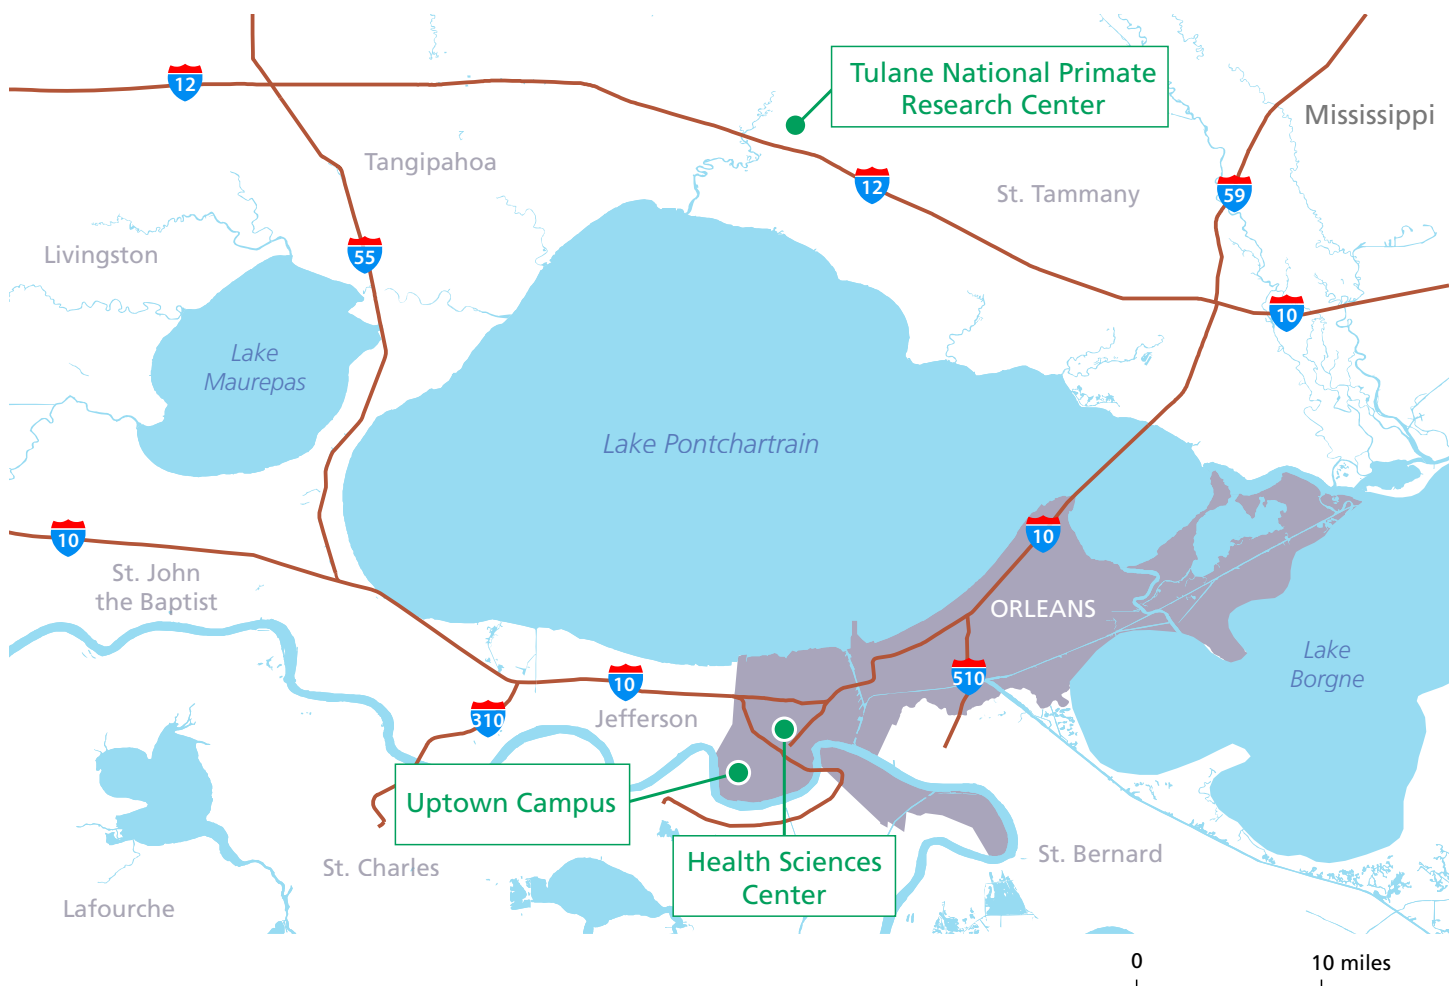 Tulane National Primate
Research Center
12
Mississippi
Tangipahoa
12
St. Tammany
59
Livingston
55
10
Lake
Maurepas
Lake Pontchartrain
10
10
St. John
the Baptist
ORLEANS
Lake
Borgne
10
510
310
Jefferson
Uptown Campus
Health Sciences
Center
St. Bernard
St. Charles
Lafourche
0
10 miles